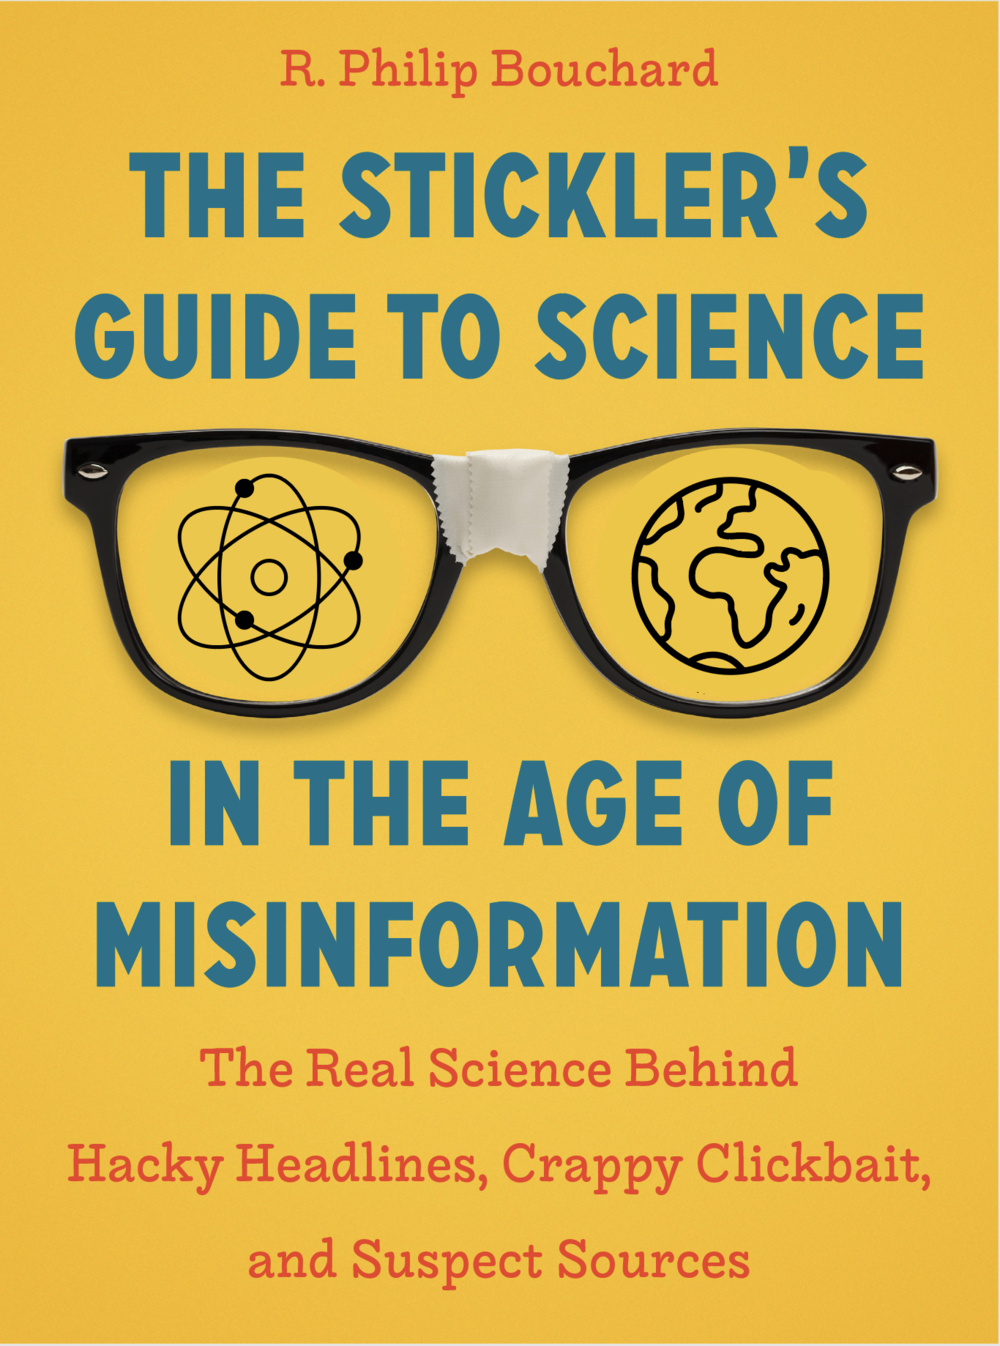 R. Philip Bouchard
THE STICKLER’S
GUIDE TO SCIENCE
IN THE AGE OF
MISINFORMATION
The Real Science Behind
Hacky Headlines, Crappy Clickbait,
and Suspect Sources